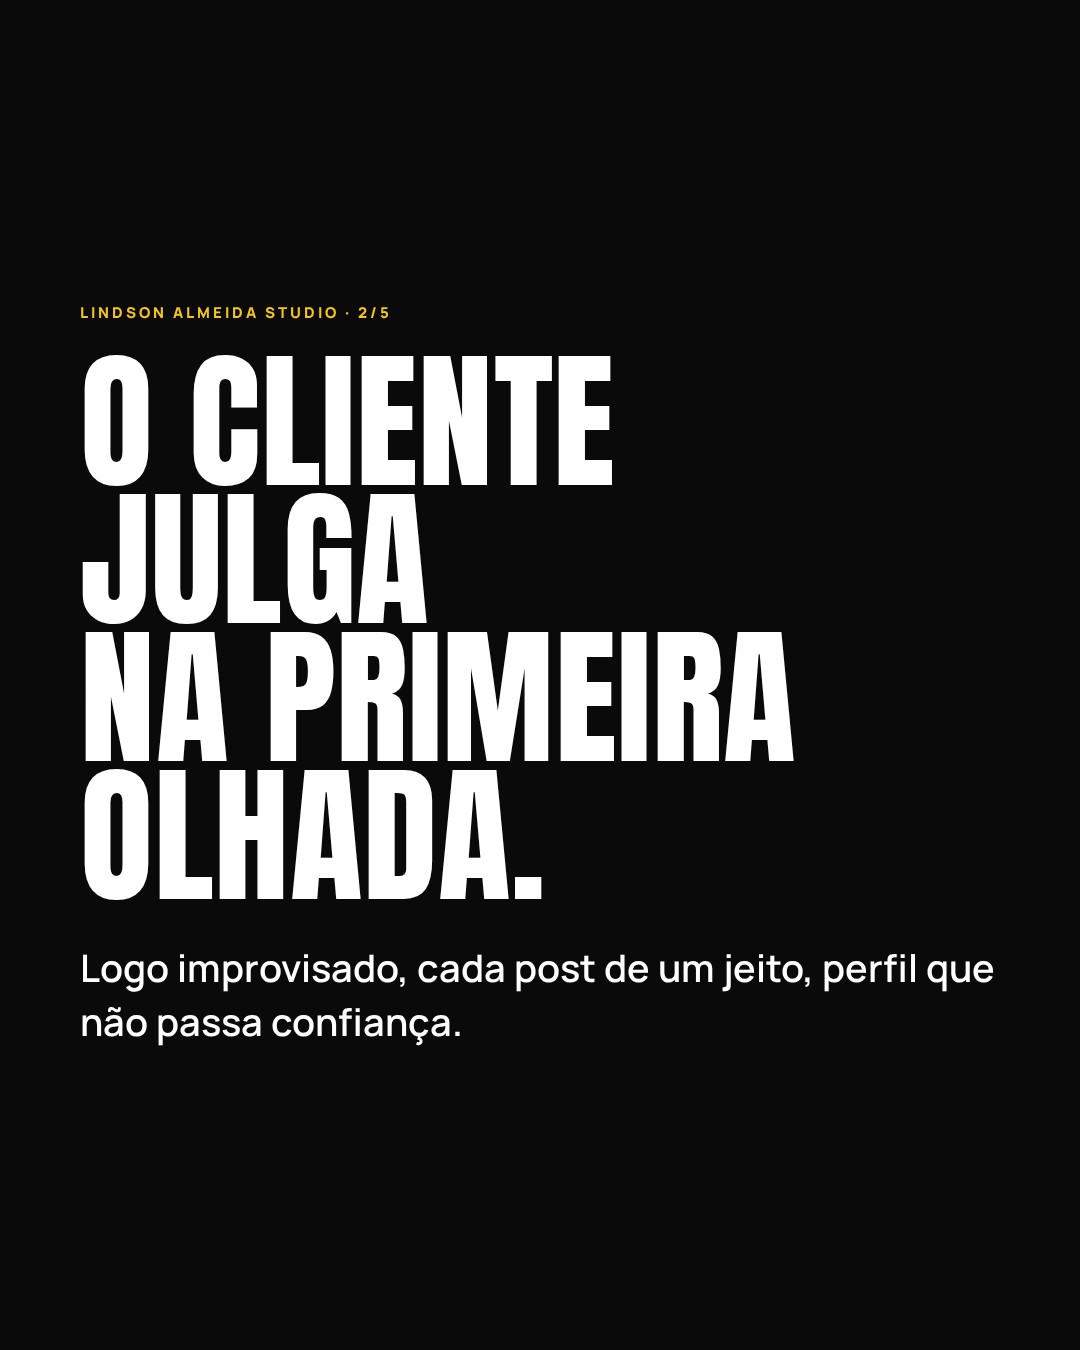 LINDSON ALMEIDA STUDIO · 2/5
O CLIENTE
JULGA
NA PRIMEIRA
OLHADA.
Logo improvisado, cada post de um jeito, perfil que
não passa confiança.